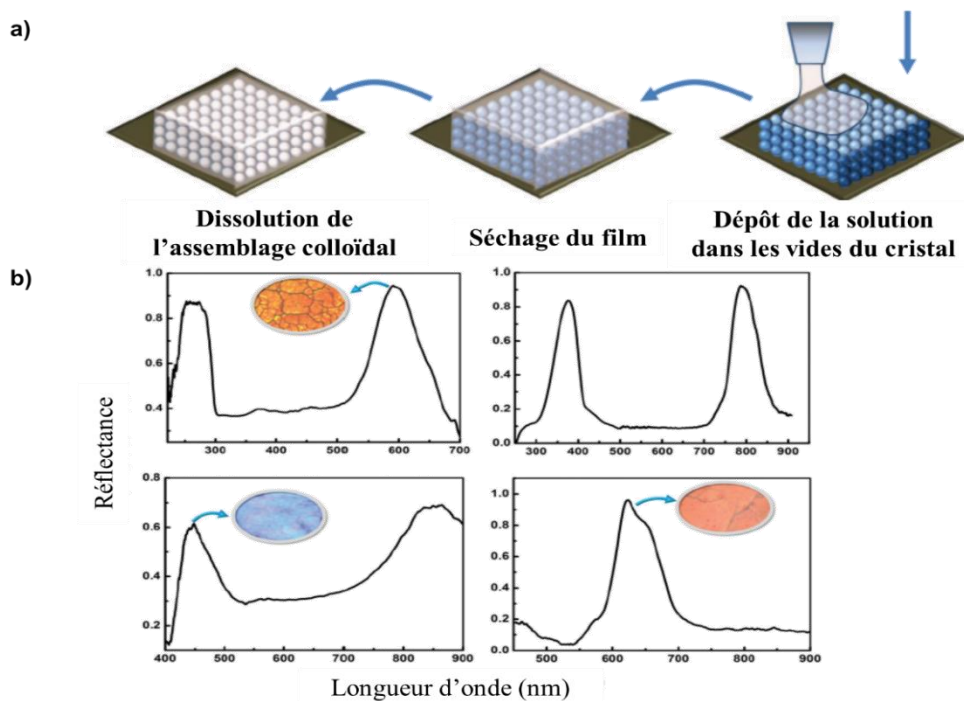 a)
Dissolution de
l'assemblage colloïdal
Séchage du film
Dépôt de la solution
dans les vides du cristal
b)
Réflectance
1.0
0.8
0.6
0.4
300 400 500 600 700
1.0
0.8
0.6
0.4
0.2
0.0
300 400 500 600 700 800 900
0.8
0.6
0.4
0.2
400 500 600 700 800 900
1.0
0.8
0.6
0.4
0.2
0.0
500 600 700 800 900
Longueur d'onde (nm)